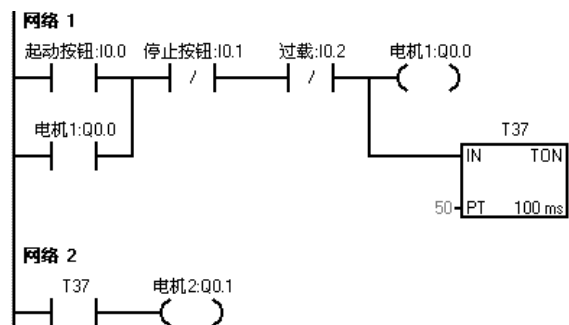 网络 1
起动按钮:I0.0 停止按钮:I0.1 过载:I0.2 电机1:Q0.0
电机1:Q0.0
T37
IN TON
50 PT 100 ms
网络 2
T37 电机2:Q0.1